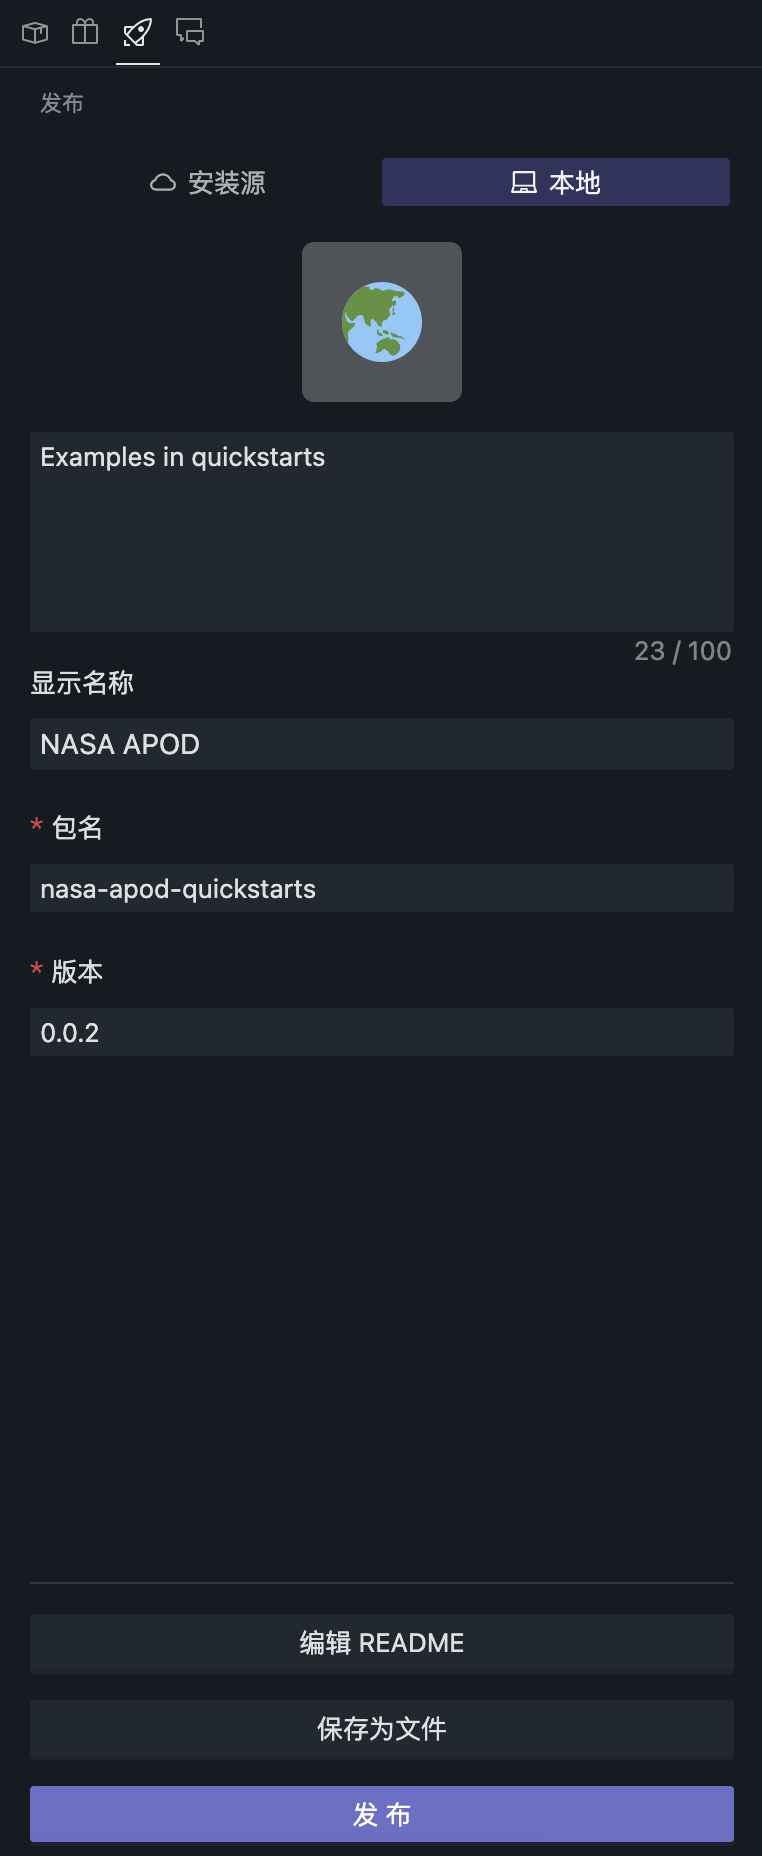 发布
安装源
本地
Examples in quickstarts
23 / 100
显示名称
NASA APOD
* 包名
nasa-apod-quickstarts
* 版本
0.0.2
编辑 README
保存为文件
发 布